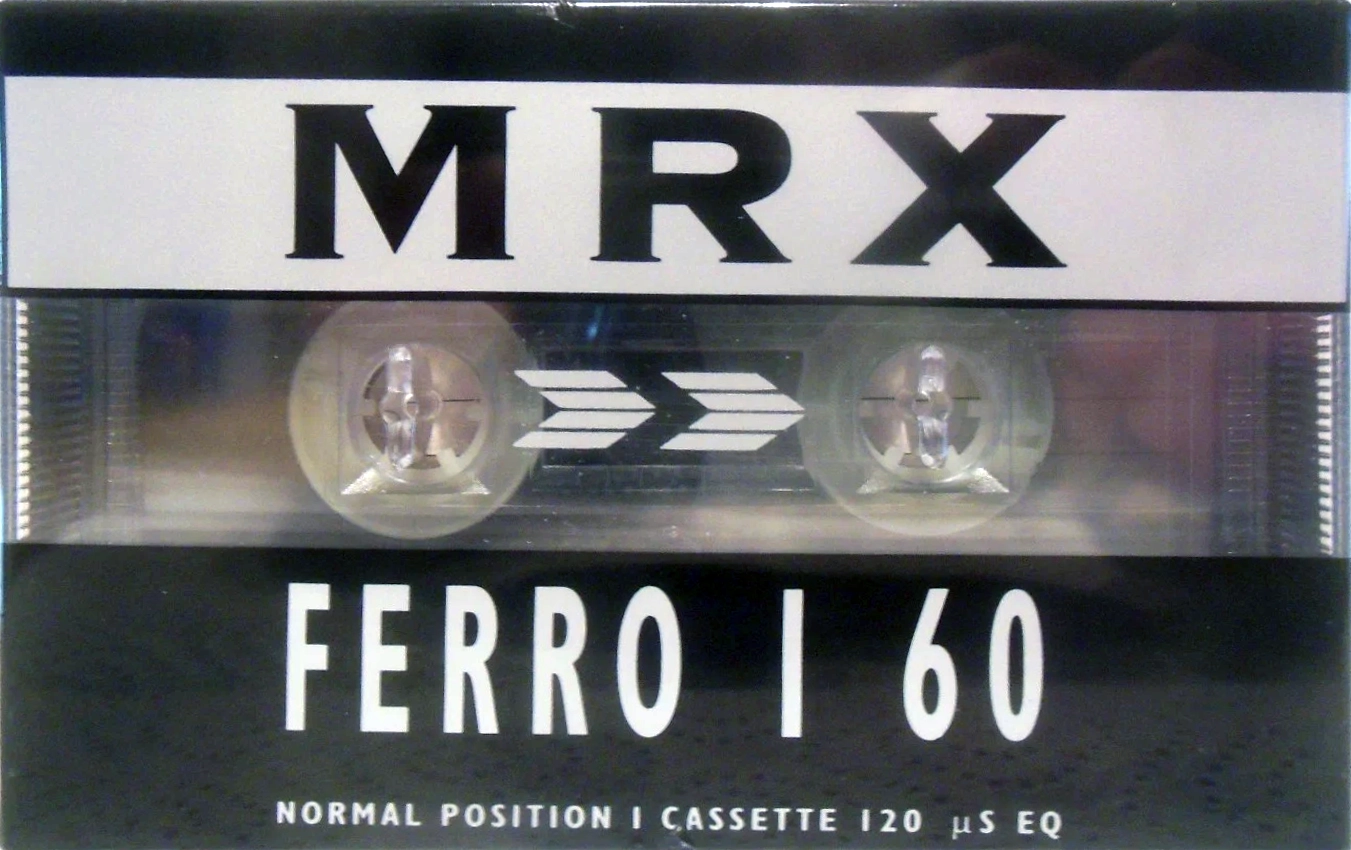 MRX
FERRO I 60
NORMAL POSITION I CASSETTE 120 µS EQ